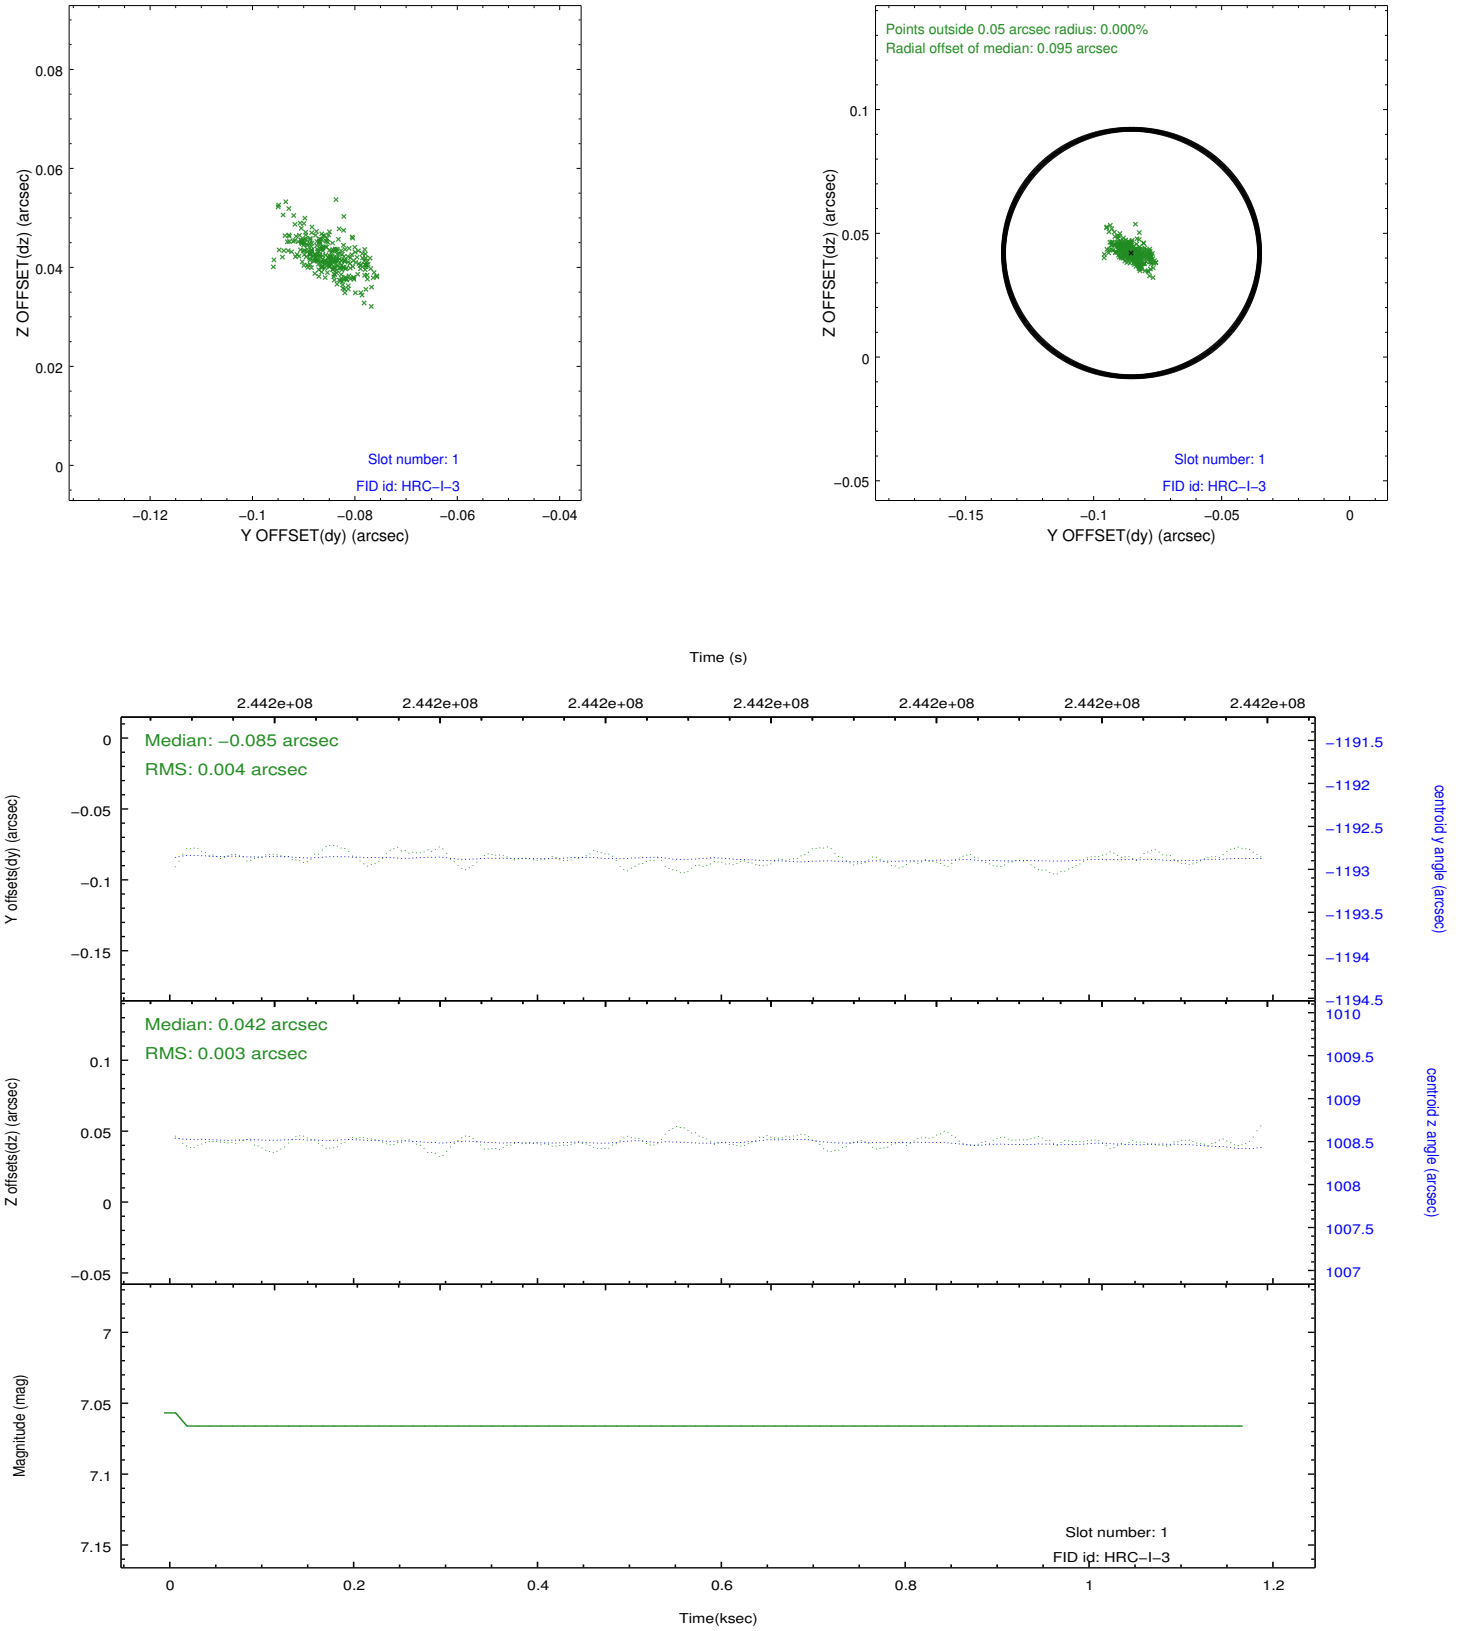 0.08
0.06
0.04
0.02
0
Z OFFSET(dz) (arcsec)
Slot number: 1
FID id: HRC−I−3
−0.12
−0.1
−0.08
−0.06
−0.04
Y OFFSET(dy) (arcsec)
Points outside 0.05 arcsec radius: 0.000%
Radial offset of median: 0.095 arcsec
0.1
0.05
0
−0.05
Z OFFSET(dz) (arcsec)
Slot number: 1
FID id: HRC−I−3
−0.15
−0.1
−0.05
0
Y OFFSET(dy) (arcsec)
Time (s)
2.442e+08
2.442e+08
2.442e+08
2.442e+08
2.442e+08
2.442e+08
2.442e+08
Median: −0.085 arcsec
RMS: 0.004 arcsec
0
−0.05
−0.1
−0.15
Y offsets(dy) (arcsec)
−1191.5
−1192
−1192.5
−1193
−1193.5
−1194
−1194.5
centroid y angle (arcsec)
Median: 0.042 arcsec
RMS: 0.003 arcsec
0.1
0.05
0
−0.05
Z offsets(dz) (arcsec)
1010
1009.5
1009
1008.5
1008
1007.5
1007
centroid z angle (arcsec)
7
7.05
7.1
7.15
Magnitude (mag)
Slot number: 1
FID id: HRC−I−3
0
0.2
0.4
0.6
0.8
1
1.2
Time(ksec)